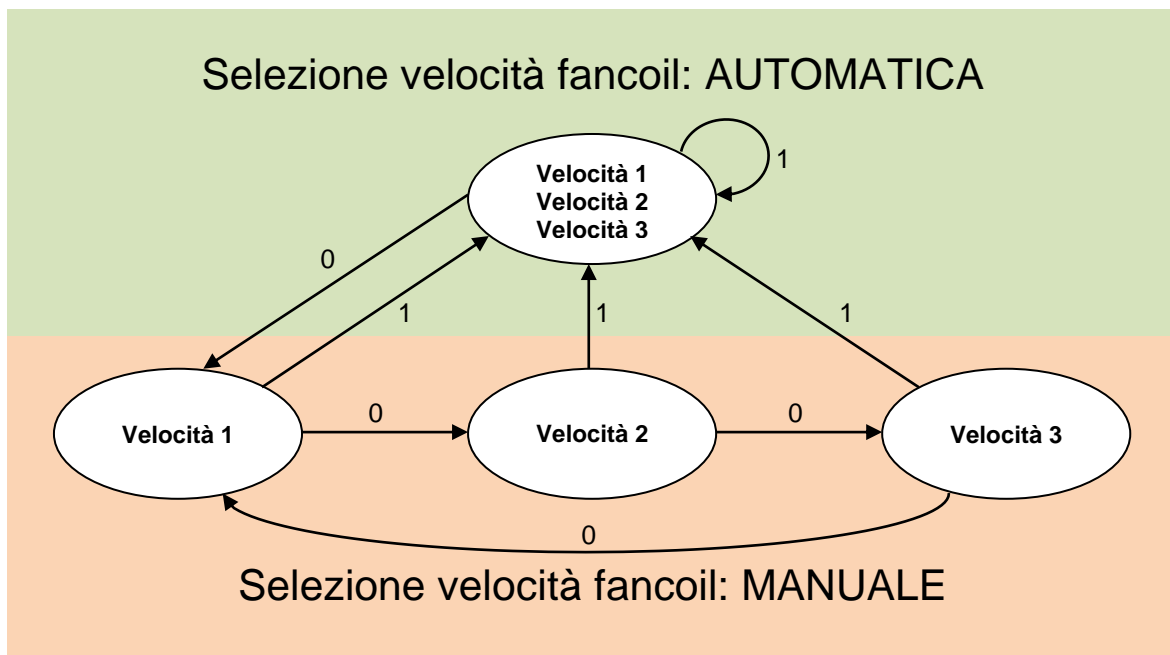 Selezione velocità fancoil: AUTOMATICA
Velocità 1
Velocità 2
Velocità 3
1
0
1
1
1
Velocità 1
0
Velocità 2
0
Velocità 3
0
Selezione velocità fancoil: MANUALE